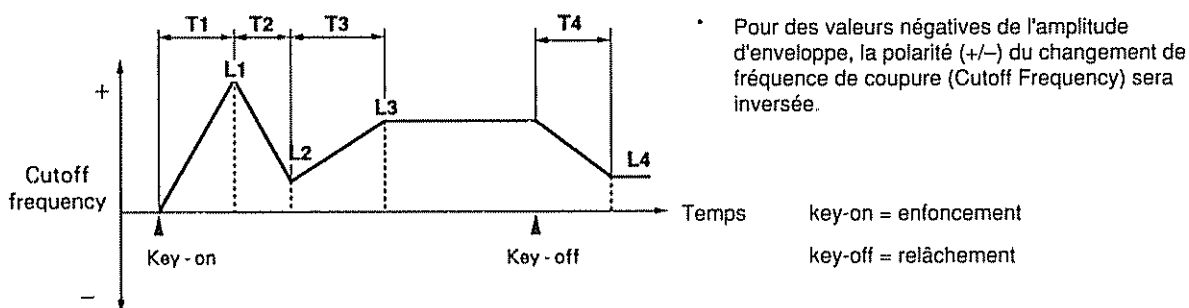 T1 T2 T3 T4
L1
+
L3
L2
L4
Cutoff
frequency
Temps
Key - on
Key - off
–
• Pour des valeurs négatives de l'amplitude
d'enveloppe, la polarité (+/–) du changement de
fréquence de coupure (Cutoff Frequency) sera
inversée.
key-on = enfoncement
key-off = relâchement